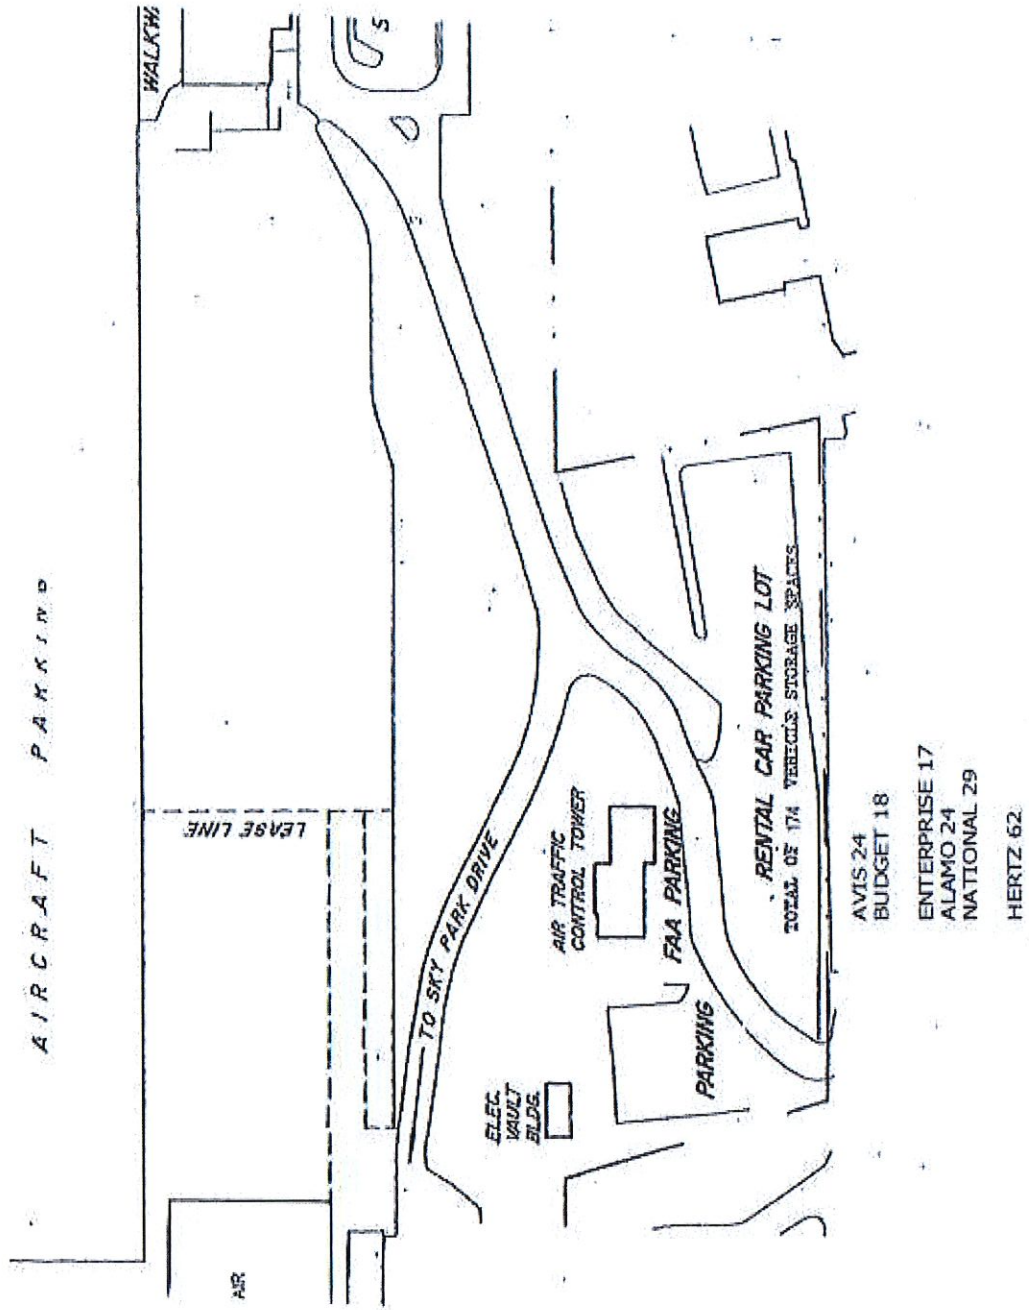 AIRCRAFT PARKING
WALKW
S
LEASE LINE
AIR
TO SKY PARK DRIVE
AIR TRAFFIC
CONTROL TOWER
ELEC.
VAULT
BLDG.
FAA PARKING
PARKING
RENTAL CAR PARKING LOT
TOTAL OF 174 VEHICLE STORAGE SPACES
AVIS 24
BUDGET 18
ENTERPRISE 17
ALAMO 24
NATIONAL 29
HERTZ 62